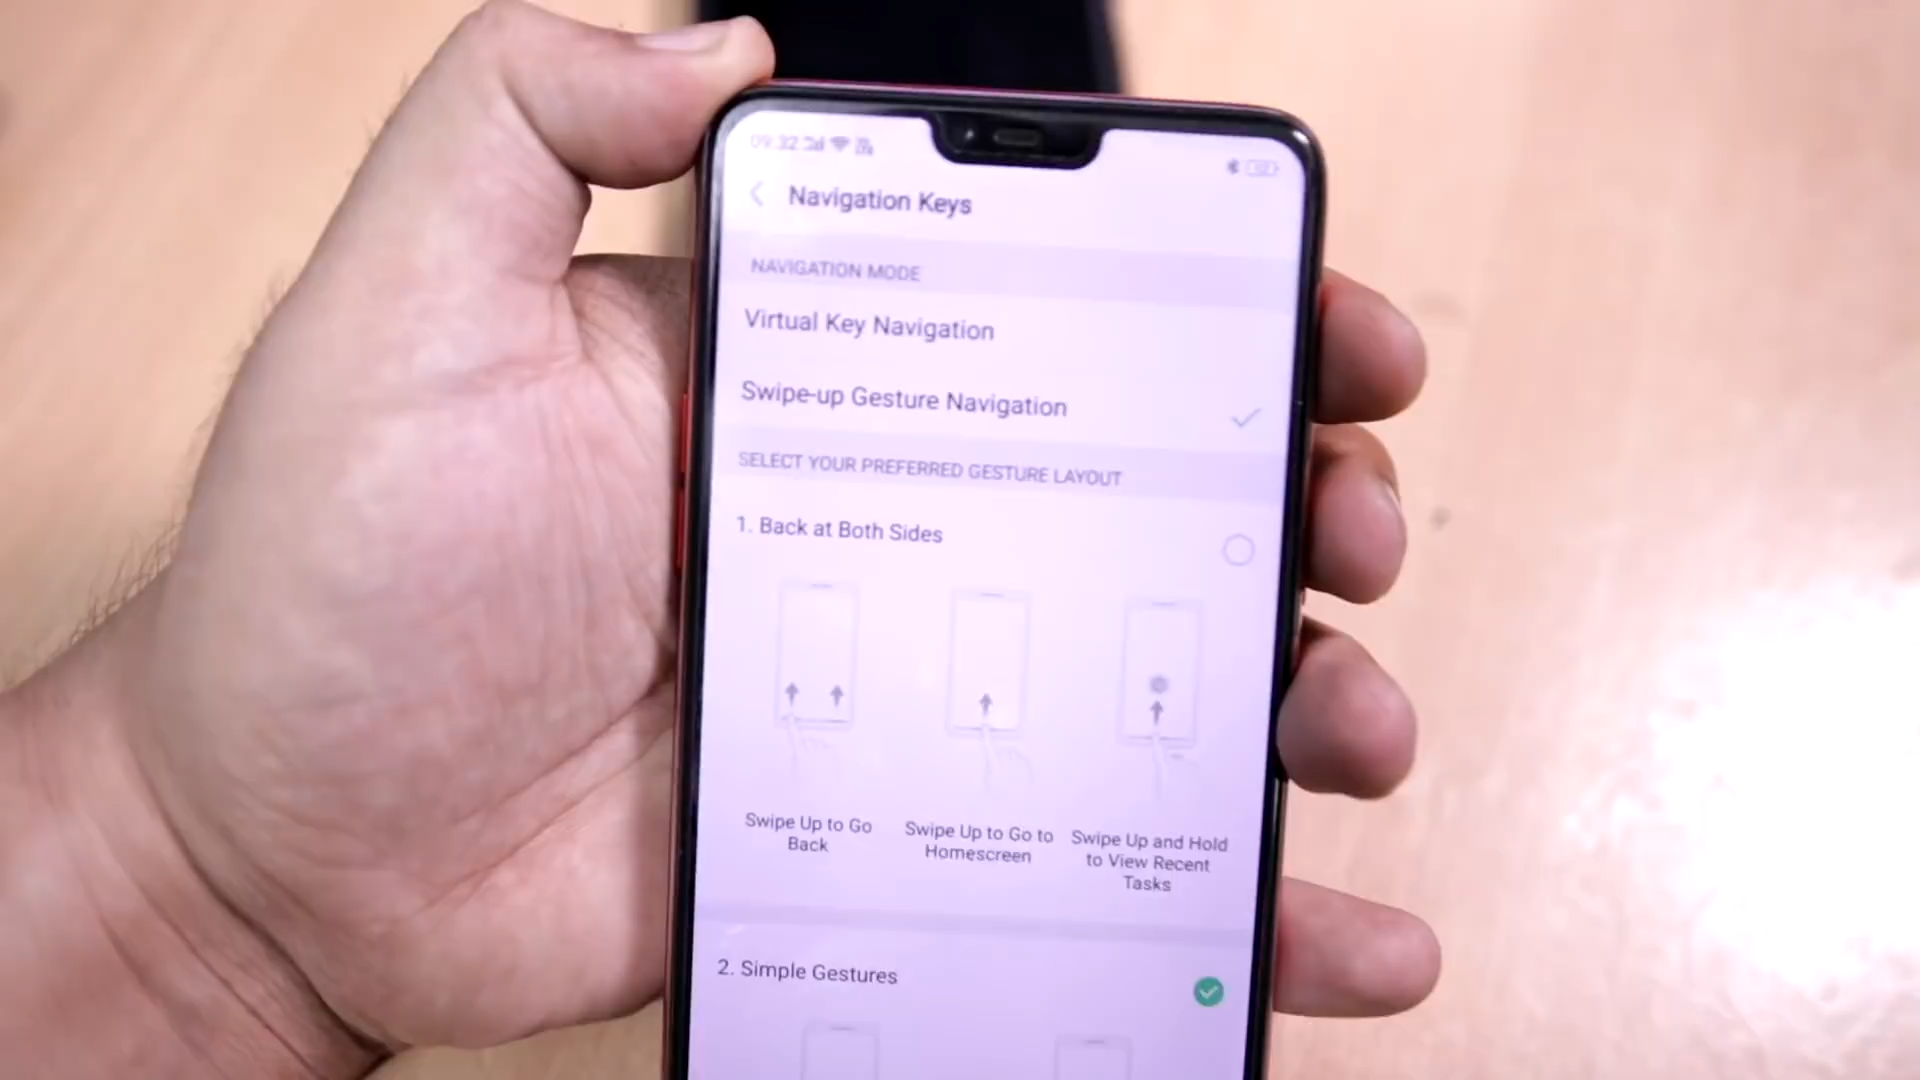 09:32
Navigation Keys
NAVIGATION MODE
Virtual Key Navigation
Swipe-up Gesture Navigation
SELECT YOUR PREFERRED GESTURE LAYOUT
1. Back at Both Sides
Swipe Up to Go
Back
Swipe Up to Go to
Homescreen
Swipe Up and Hold
to View Recent
Tasks
2. Simple Gestures